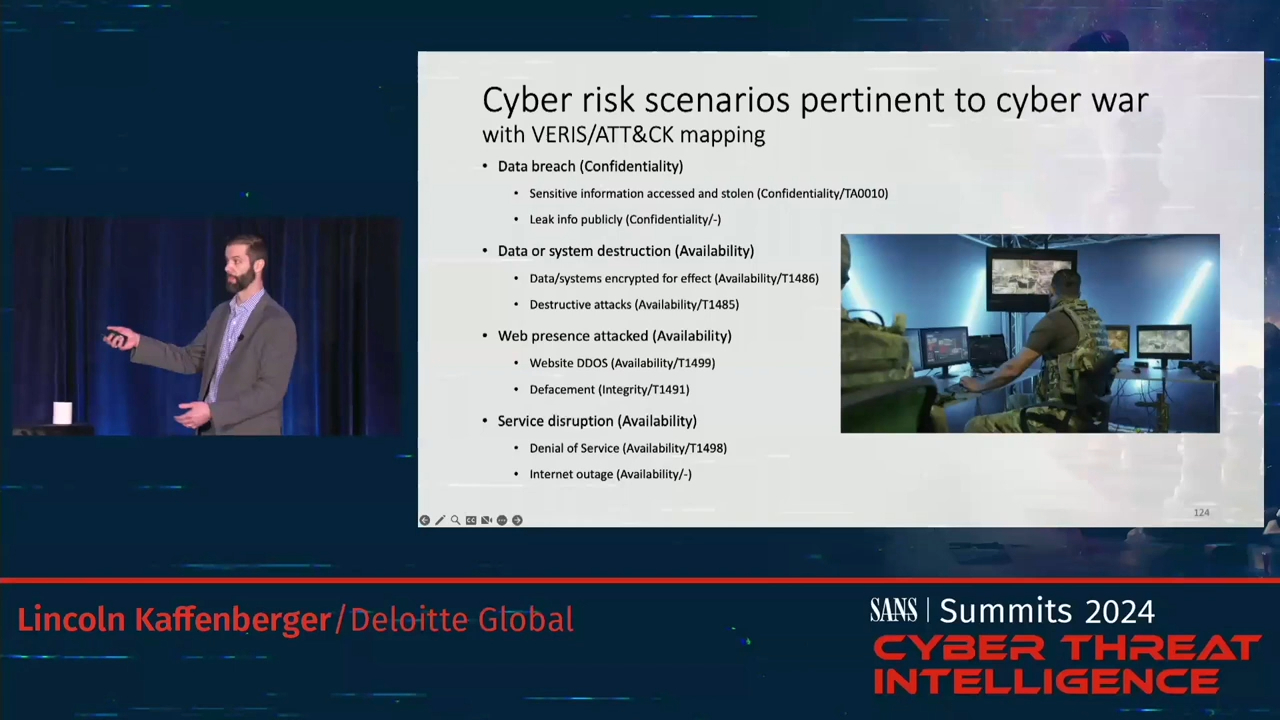 Cyber risk scenarios pertinent to cyber war
with VERIS/ATT&CK mapping
• Data breach (Confidentiality)
• Sensitive information accessed and stolen (Confidentiality/TA0010)
• Leak info publicly (Confidentiality/-)
• Data or system destruction (Availability)
• Data/systems encrypted for effect (Availability/T1486)
• Destructive attacks (Availability/T1485)
• Web presence attacked (Availability)
• Website DDOS (Availability/T1499)
• Defacement (Integrity/T1491)
• Service disruption (Availability)
• Denial of Service (Availability/T1498)
• Internet outage (Availability/-)
124
Lincoln Kaffenberger/Deloitte Global
SANS | Summits 2024
CYBER THREAT
INTELLIGENCE